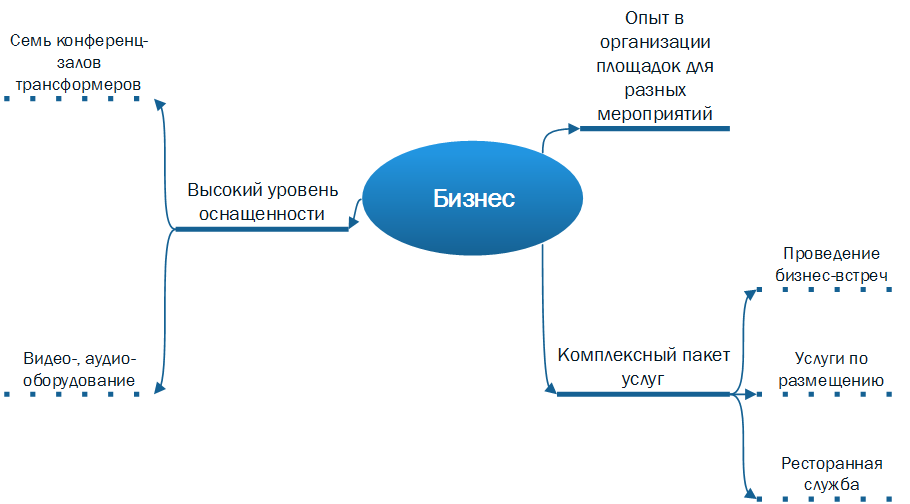 Семь конференц-
залов
трансформеров
Опыт в
организации
площадок для
разных
мероприятий
Высокий уровень
оснащенности
Бизнес
Проведение
бизнес-встреч
Видео-, аудио-
оборудование
Комплексный пакет
услуг
Услуги по
размещению
Ресторанная
служба